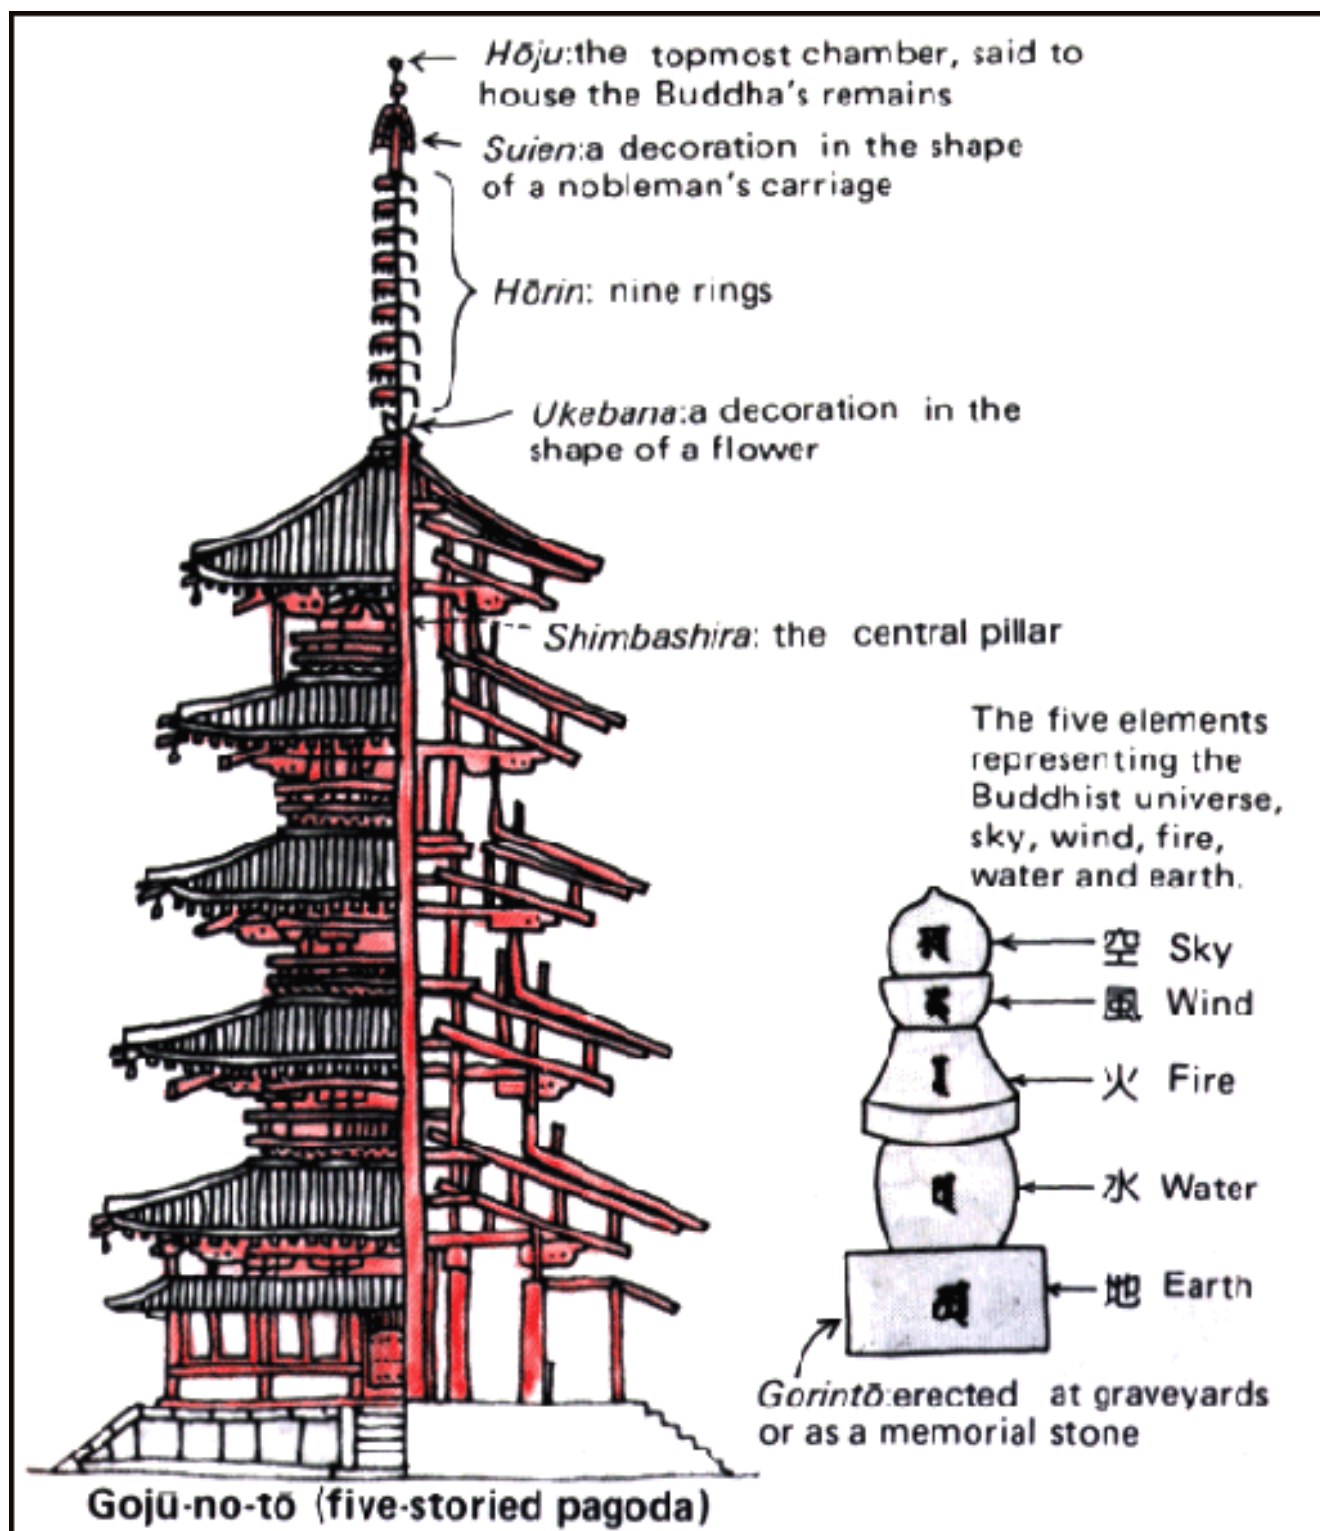 Hōju:the topmost chamber, said to
house the Buddha's remains
Suien:a decoration in the shape
of a nobleman's carriage
Hōrin: nine rings
Ukebana:a decoration in the
shape of a flower
Shimbashira: the central pillar
The five elements
representing the
Buddhist universe,
sky, wind, fire,
water and earth.
空 Sky
風 Wind
火 Fire
水 Water
地 Earth
Gorintō:erected at graveyards
or as a memorial stone
Gojū-no-tō (five-storied pagoda)